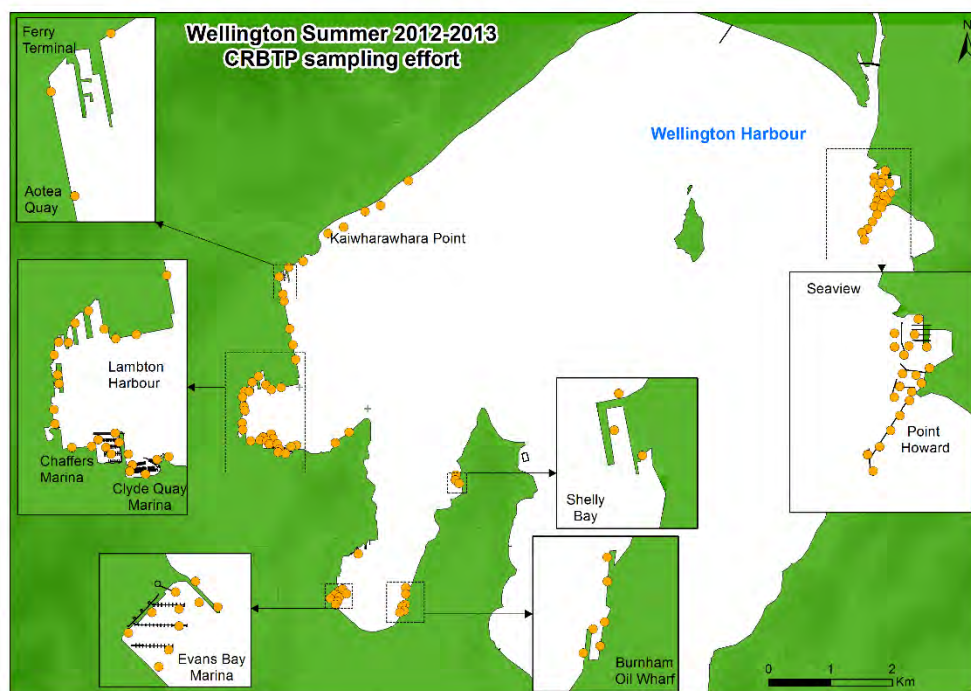 Wellington Summer 2012-2013
CRBTP sampling effort
Ferry
Terminal
Aotea
Quay
N
Wellington Harbour
Kaiwharawhara Point
Seaview
Point
Howard
Lambton
Harbour
Chaffers
Marina
Clyde Quay
Marina
Shelly
Bay
Evans Bay
Marina
Burnham
Oil Wharf
0 1 2
Km